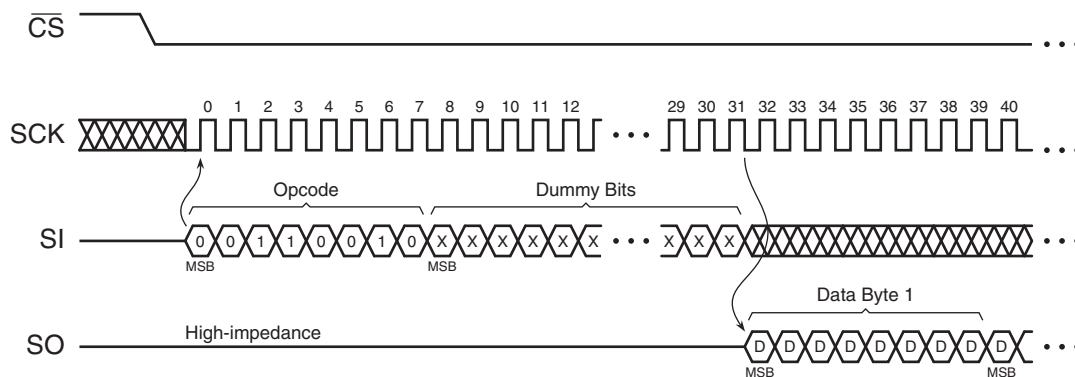 CS
0 1 2 3 4 5 6 7 8 9 10 11 12 29 30 31 32 33 34 35 36 37 38 39 40
SCK
Opcode Dummy Bits
SI 0 0 1 1 0 0 1 0 X X X X X X X X X
MSB MSB
High-impedance Data Byte 1
SO D D D D D D D D D
MSB MSB